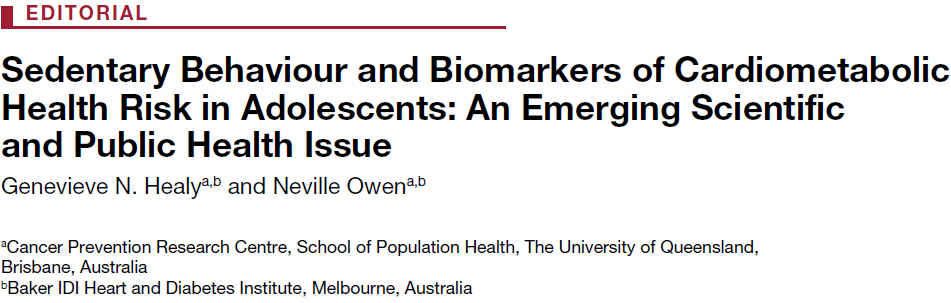 EDITORIAL
Sedentary Behaviour and Biomarkers of Cardiometabolic
Health Risk in Adolescents: An Emerging Scientific
and Public Health Issue
Genevieve N. Healyᵃ,ᵇ and Neville Owenᵃ,ᵇ
ᵃCancer Prevention Research Centre, School of Population Health, The University of Queensland,
Brisbane, Australia
ᵇBaker IDI Heart and Diabetes Institute, Melbourne, Australia